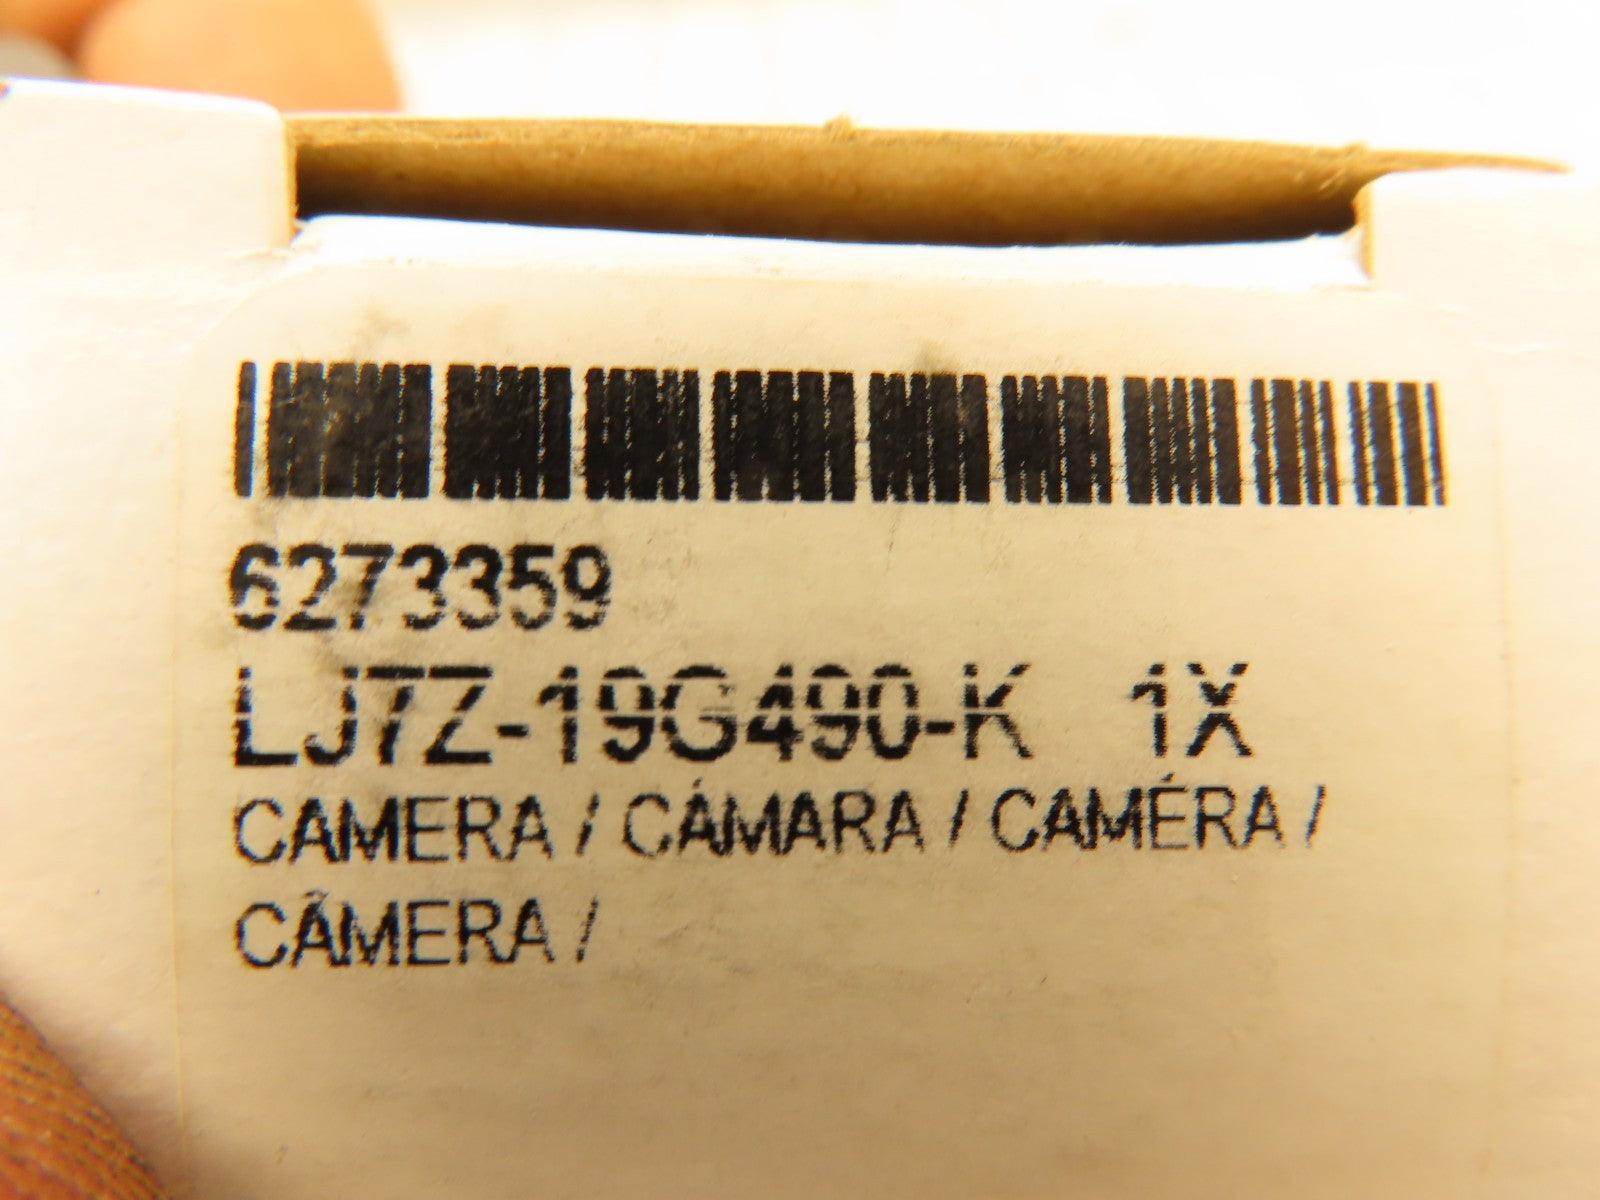 6273359
LJ7Z-19G490-K 1X
CAMERA / CÁMARA / CAMÉRA /
CÂMERA /